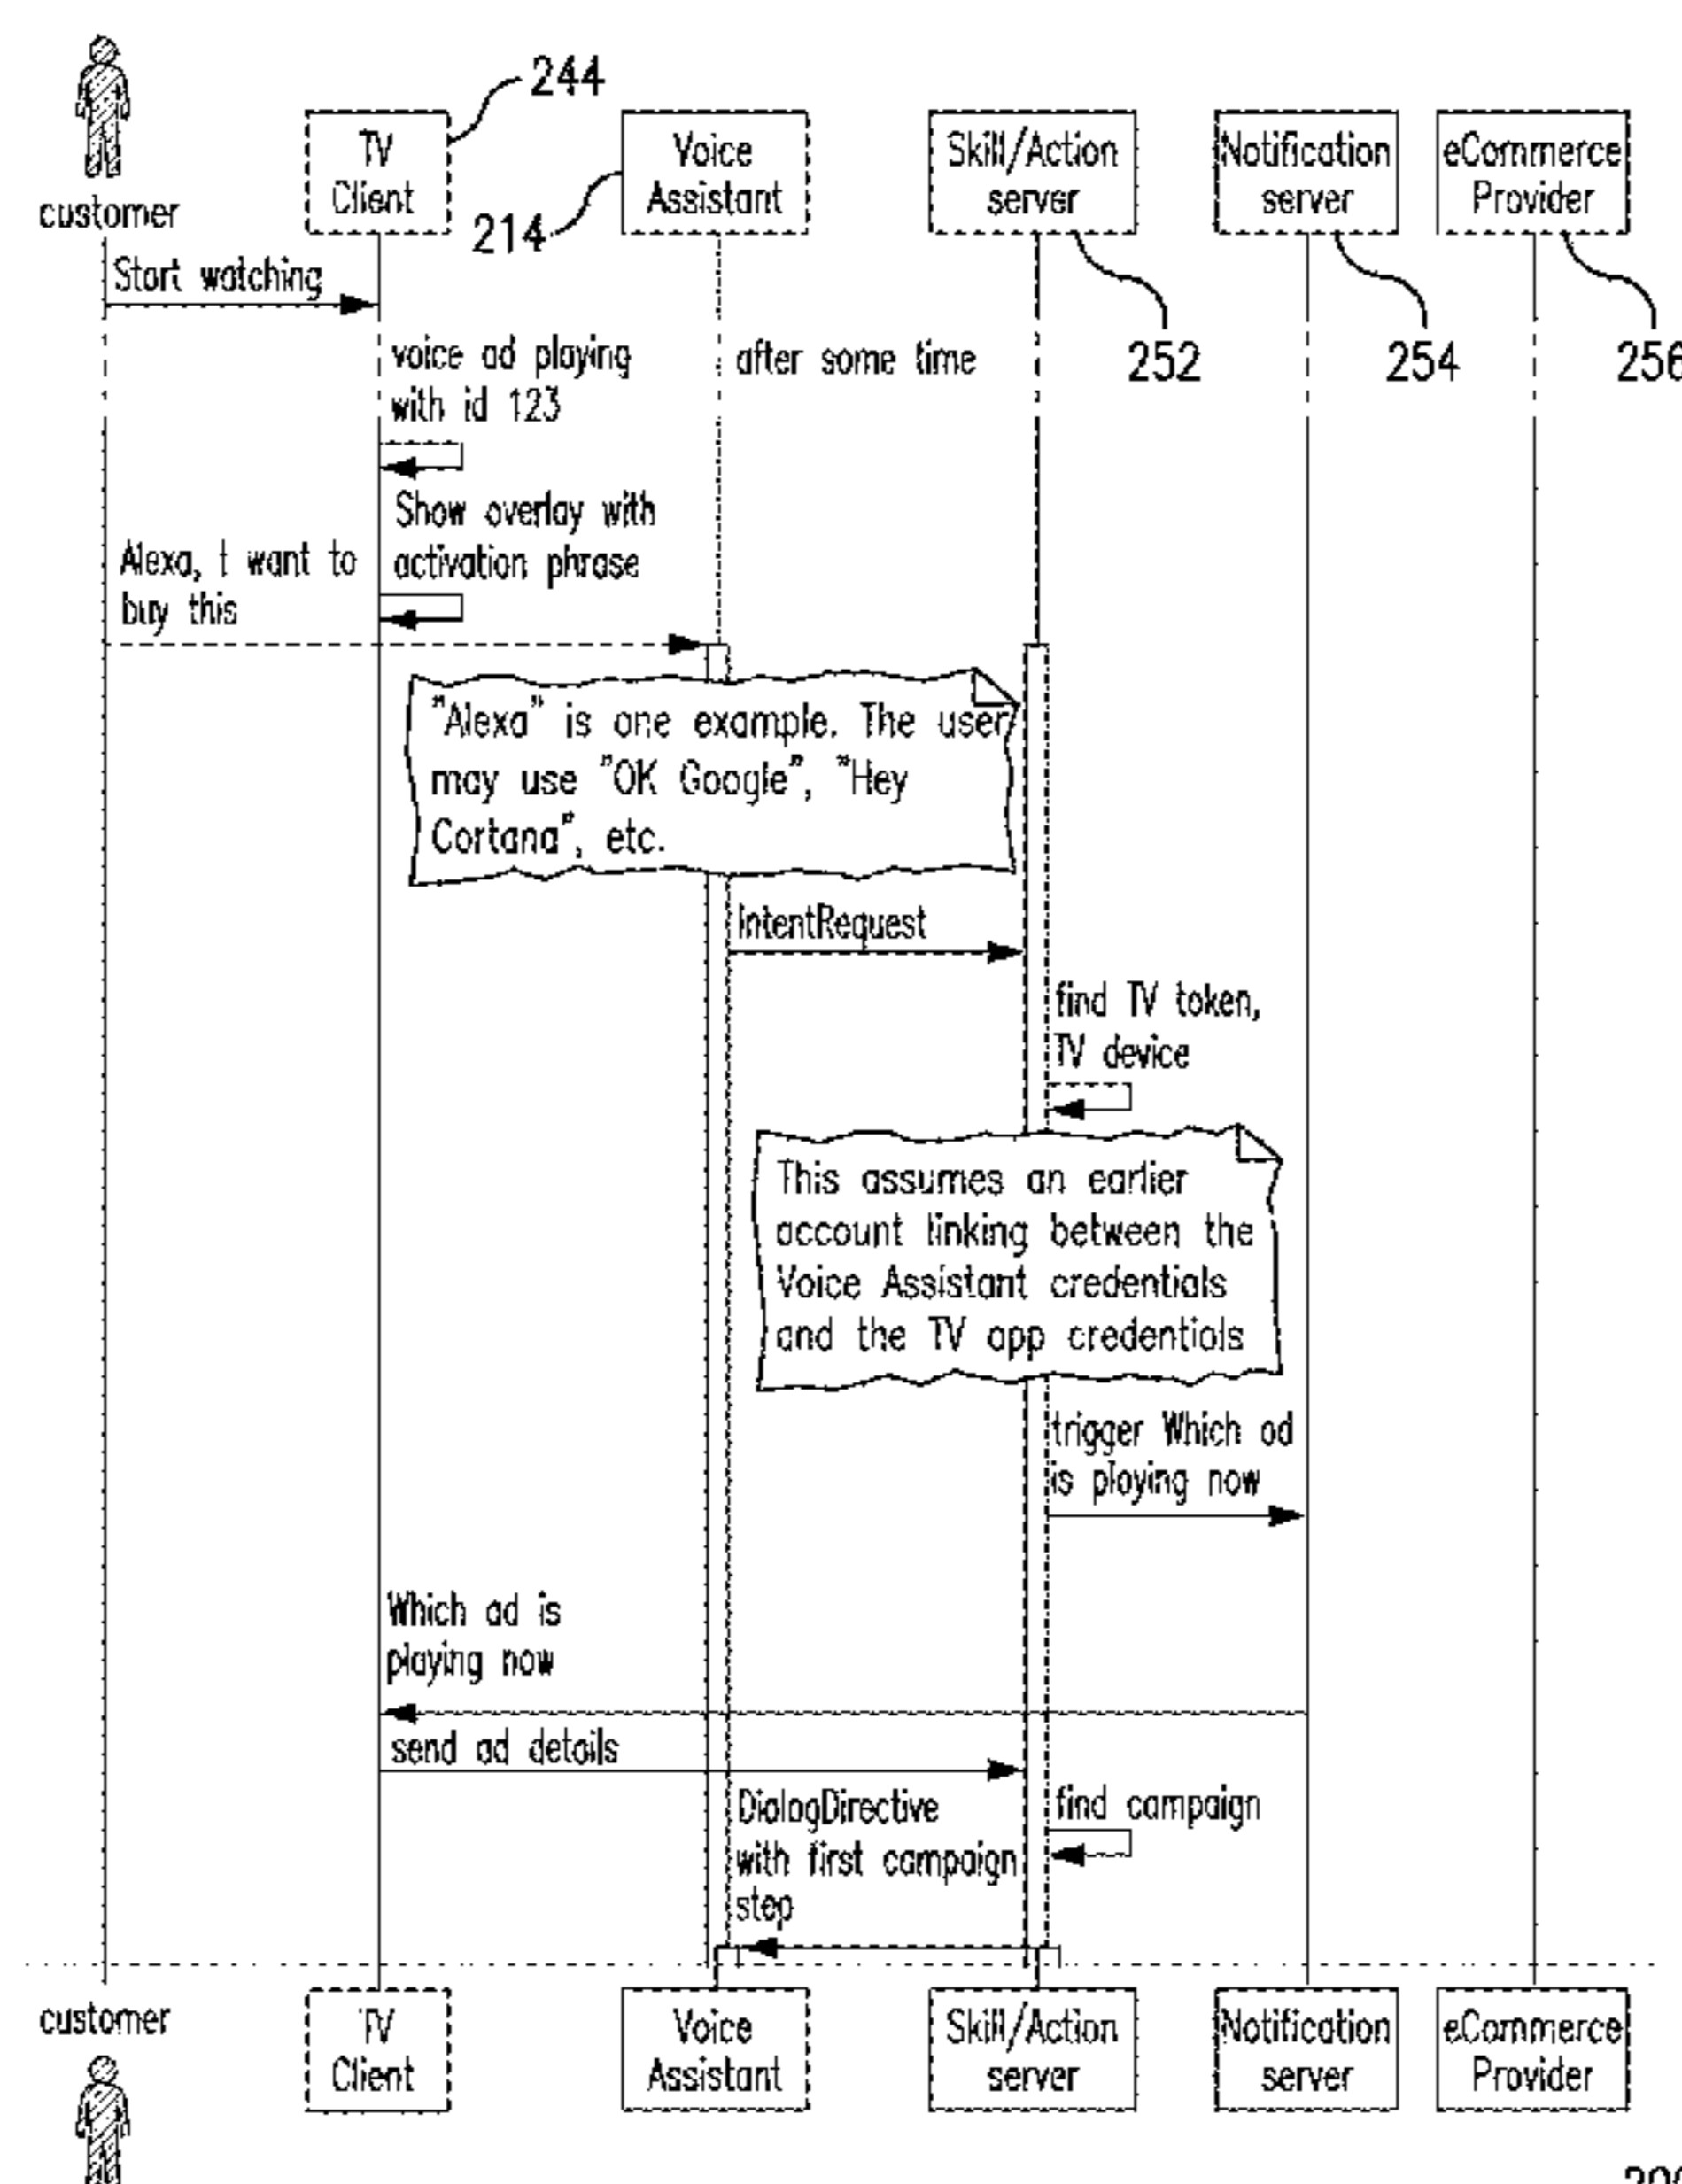 244
TV
Client
Voice
Assistant
Skill/Action
server
Notification
server
eCommerce
Provider
customer
214
Start watching
252
254
256
voice ad playing
with id 123
after some time
Show overlay with
activation phrase
Alexa, I want to
buy this
"Alexa" is one example. The user
may use "OK Google", "Hey
Cortana", etc.
IntentRequest
find TV token,
TV device
This assumes an earlier
account linking between the
Voice Assistant credentials
and the TV app credentials
trigger Which ad
is playing now
Which ad is
playing now
send ad details
DialogDirective
with first campaign
step
find campaign
customer
TV
Client
Voice
Assistant
Skill/Action
server
Notification
server
eCommerce
Provider